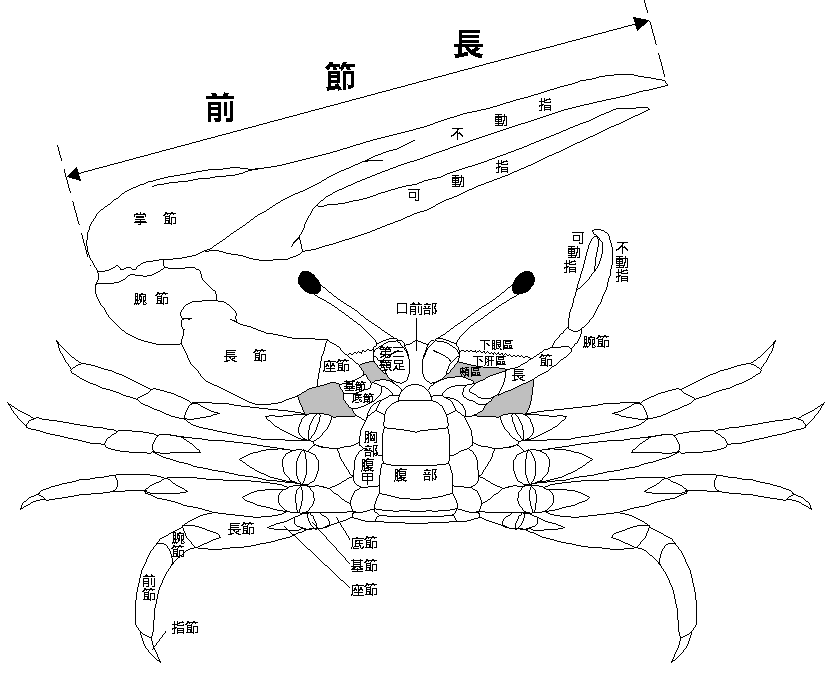 前節長
不動指
可動指
掌節
腕節
長節
座節
基節
底節
第三顎足
口前部
下眼區
下肝區
頰區
長節
腕節
可動指
不動指
胸部腹甲
腹部
長節
腕節
前節
指節
底節
基節
座節